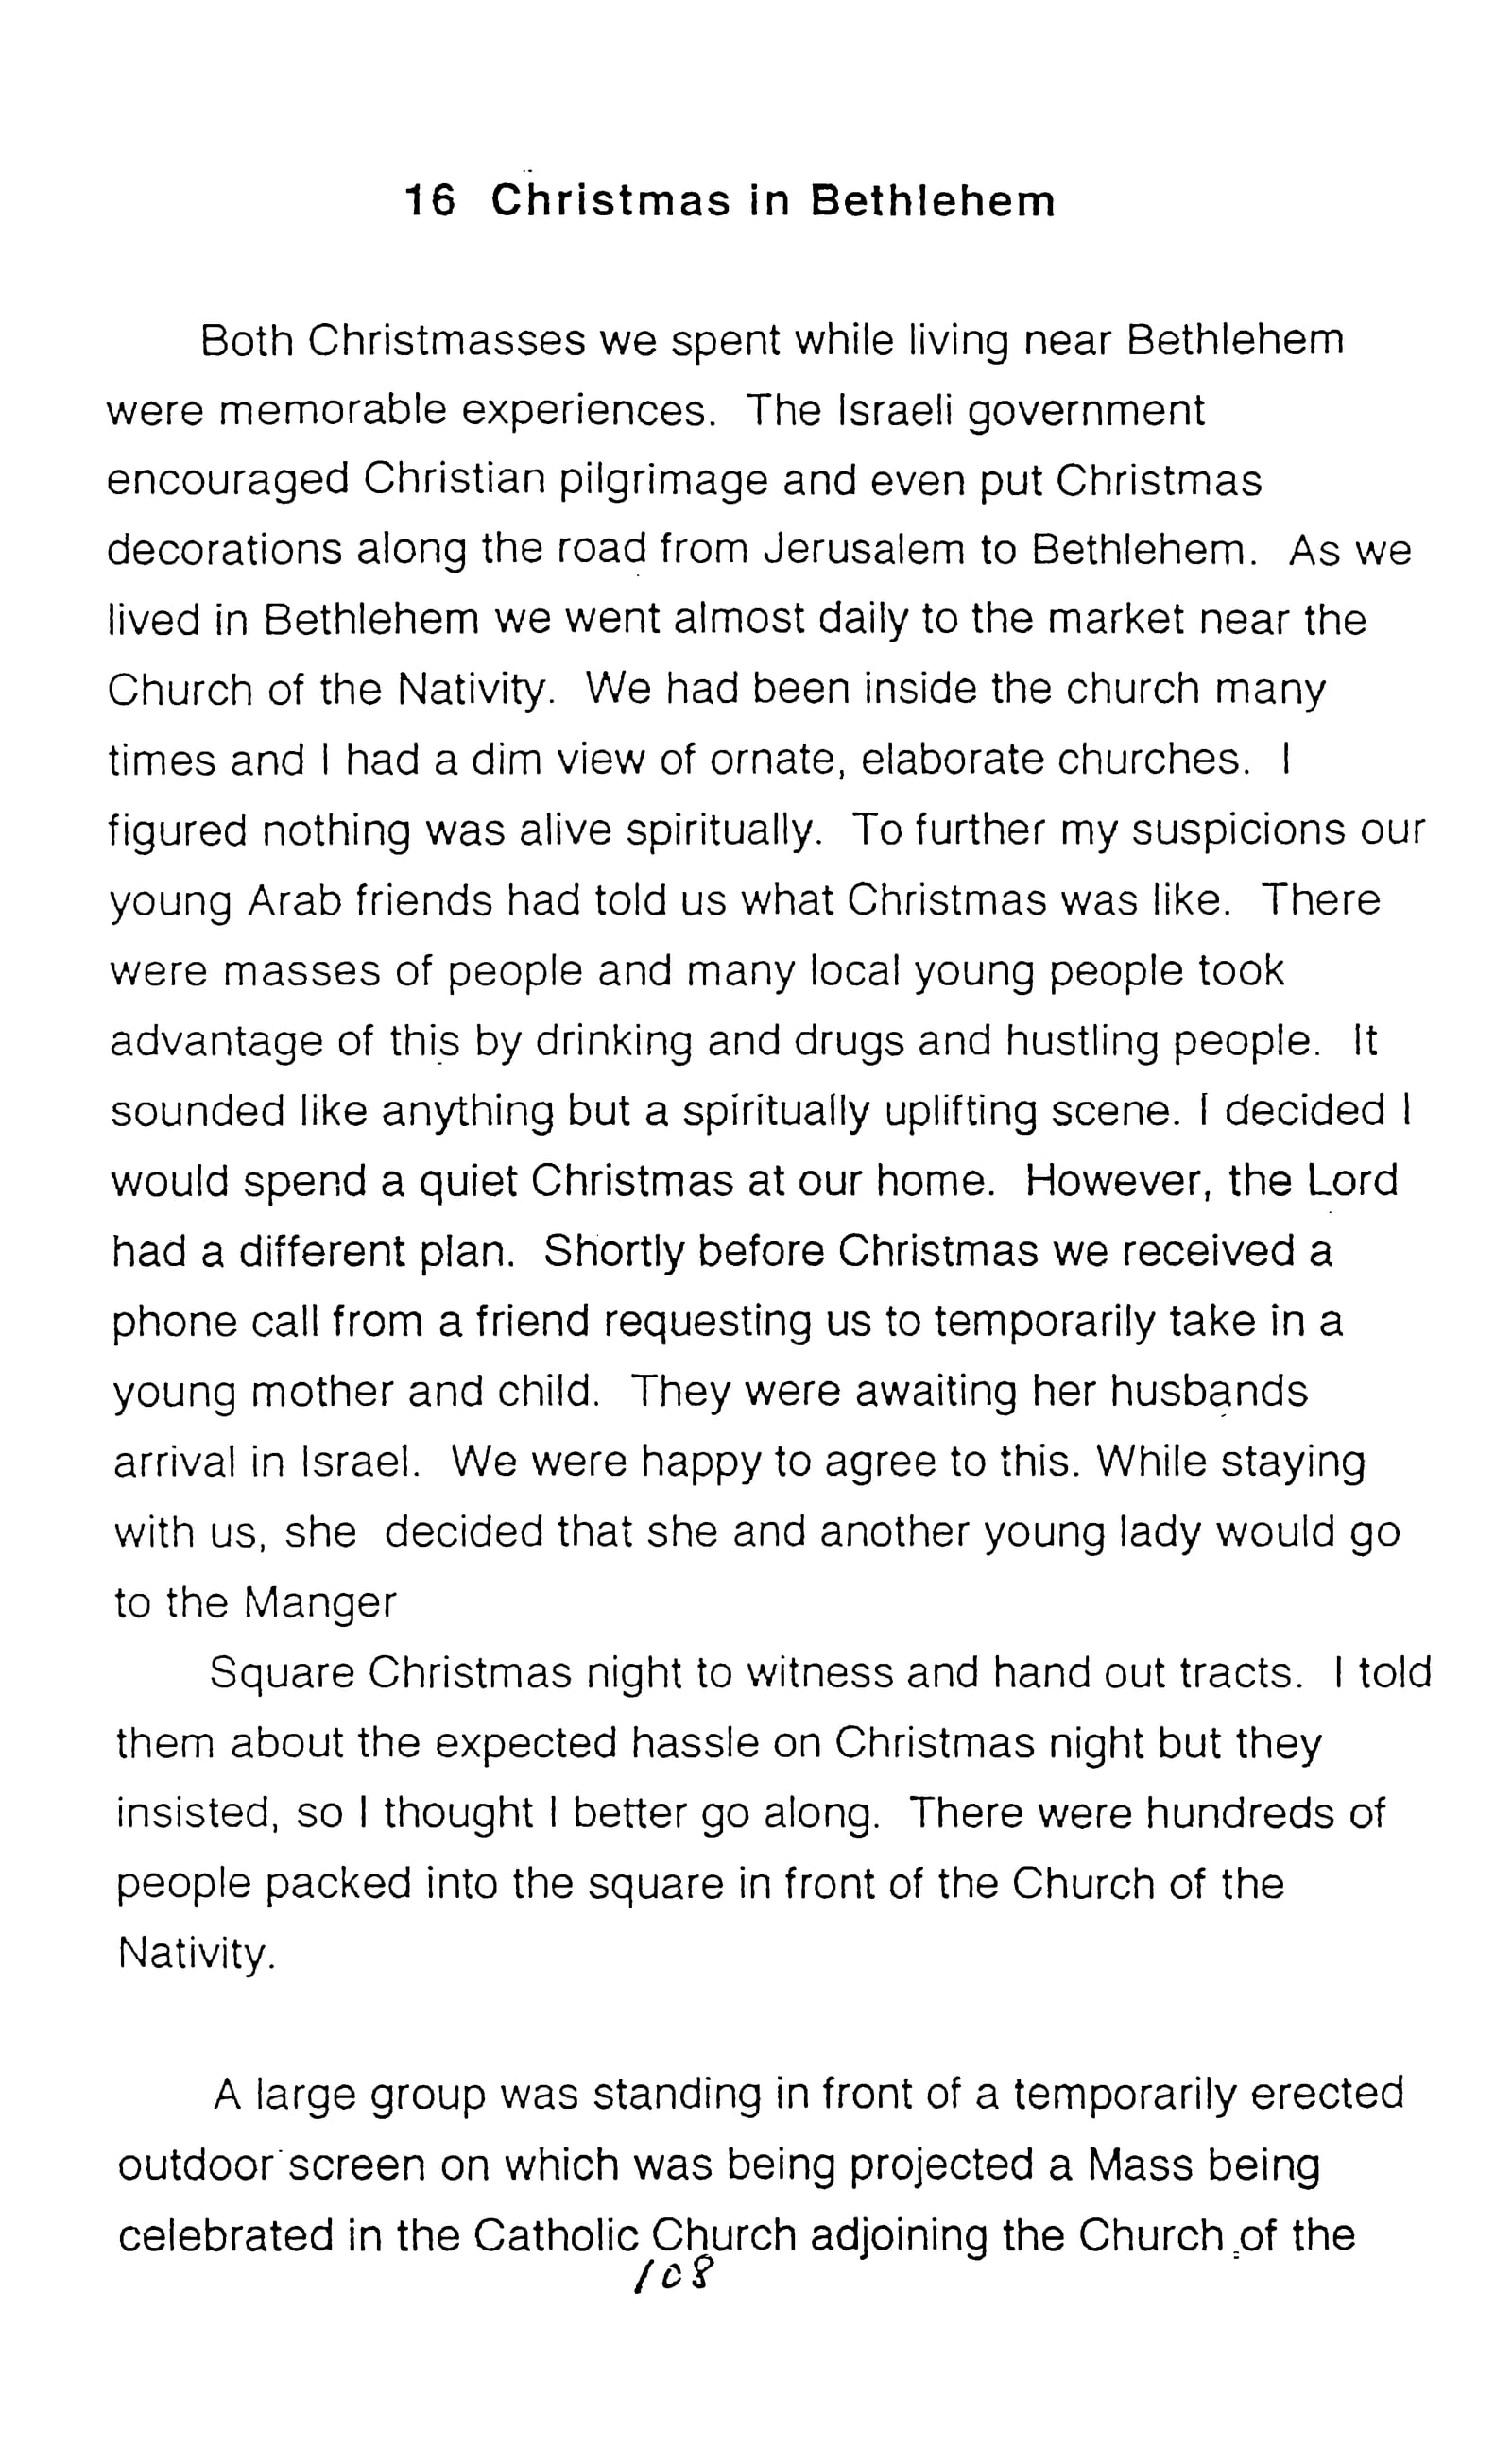 16 Christmas in Bethlehem
Both Christmasses we spent while living near Bethlehem
were memorable experiences. The Israeli government
encouraged Christian pilgrimage and even put Christmas
decorations along the road from Jerusalem to Bethlehem. As we
lived in Bethlehem we went almost daily to the market near the
Church of the Nativity. We had been inside the church many
times and I had a dim view of ornate, elaborate churches. I
figured nothing was alive spiritually. To further my suspicions our
young Arab friends had told us what Christmas was like. There
were masses of people and many local young people took
advantage of this by drinking and drugs and hustling people. It
sounded like anything but a spiritually uplifting scene. I decided I
would spend a quiet Christmas at our home. However, the Lord
had a different plan. Shortly before Christmas we received a
phone call from a friend requesting us to temporarily take in a
young mother and child. They were awaiting her husbands
arrival in Israel. We were happy to agree to this. While staying
with us, she decided that she and another young lady would go
to the Manger
Square Christmas night to witness and hand out tracts. I told
them about the expected hassle on Christmas night but they
insisted, so I thought I better go along. There were hundreds of
people packed into the square in front of the Church of the
Nativity.
A large group was standing in front of a temporarily erected
outdoor screen on which was being projected a Mass being
celebrated in the Catholic Church adjoining the Church of the
108